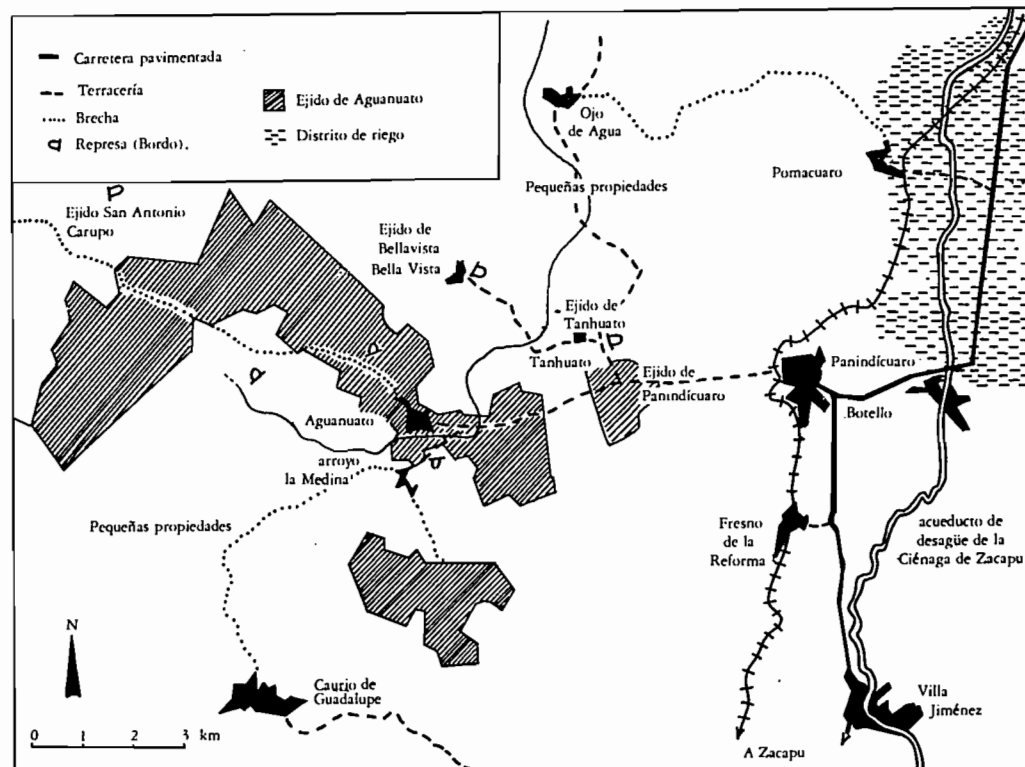 Carretera pavimentada
Terracería
Brecha
Represa (Bordo).
Ejido de Aguanuato
Distrito de riego
Ojo
de Agua
Pomacuaro
Pequeñas propiedades
Ejido San Antonio
Carupo
Ejido de
Bellavista
Bella Vista
Ejido de
Tanhuato
Tanhuato
Ejido de
Panindícuaro
Panindícuaro
Botello
Aguanuato
arroyo
la Medina
Pequeñas propiedades
Fresno
de la
Reforma
acueducto de
desagüe de la
Ciénaga de Zacapu
N
Caurio de
Guadalupe
Villa
Jiménez
0 1 2 3 km
A Zacapu